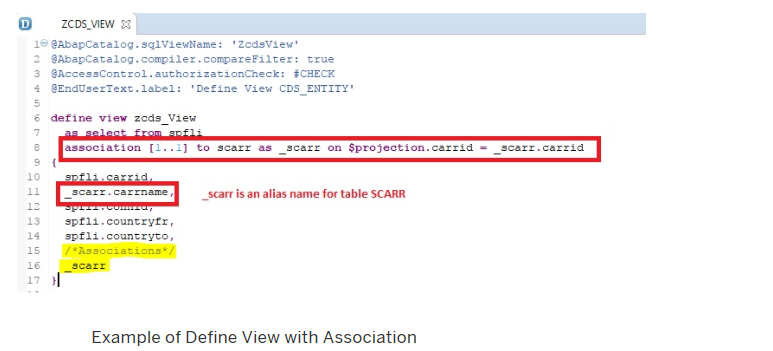 D ZCDS_VIEW
1 @AbapCatalog.sqlViewName: 'ZcdsView'
2 @AbapCatalog.compiler.compareFilter: true
3 @AccessControl.authorizationCheck: #CHECK
4 @EndUserText.label: 'Define View CDS_ENTITY'
5
6 define view zcds_View
7 as select from spfli
8 association [1..1] to scarr as _scarr on $projection.carrid = _scarr.carrid
9 {
10 spfli.carrid,
11 _scarr.carrname, _scarr is an alias name for table SCARR
12 spfli.connid,
13 spfli.countryfr,
14 spfli.countryto,
15 /*Associations*/
16 _scarr
17 }
Example of Define View with Association